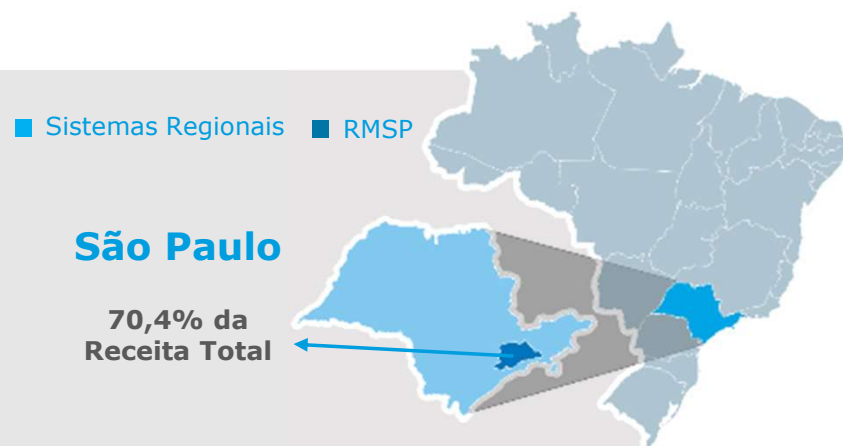 Sistemas Regionais
RMSP
São Paulo
70,4% da
Receita Total